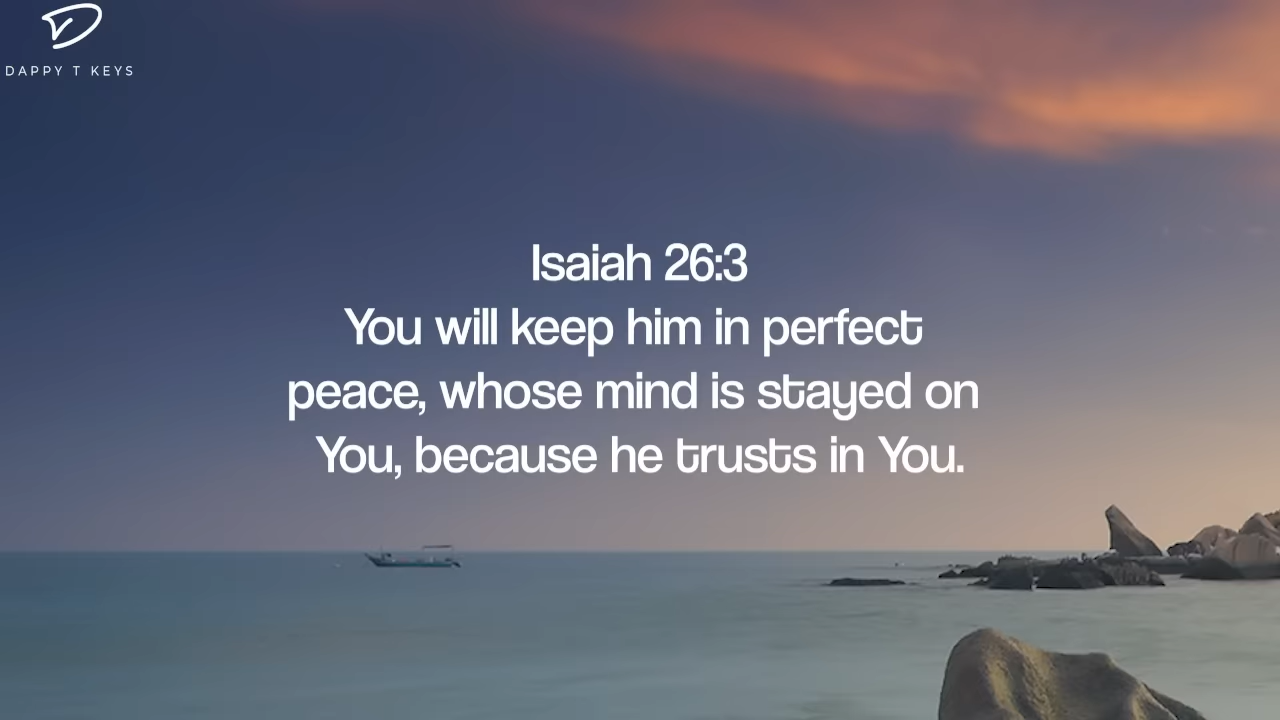 DAPPY T KEYS
Isaiah 26:3
You will keep him in perfect
peace, whose mind is stayed on
You, because he trusts in You.